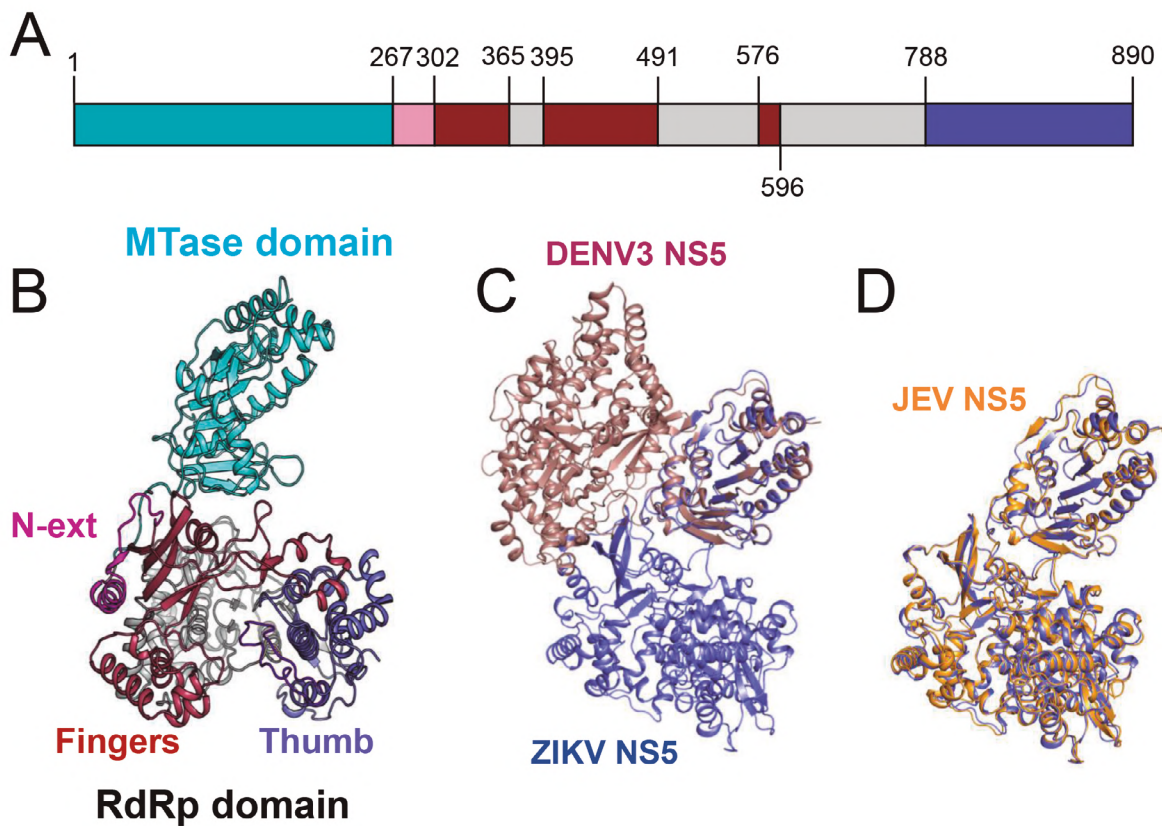 A
1 267 302 365 395 491 576 788 890
596
MTase domain
DENV3 NS5
B
C
D
JEV NS5
N-ext
Fingers
Thumb
ZIKV NS5
RdRp domain